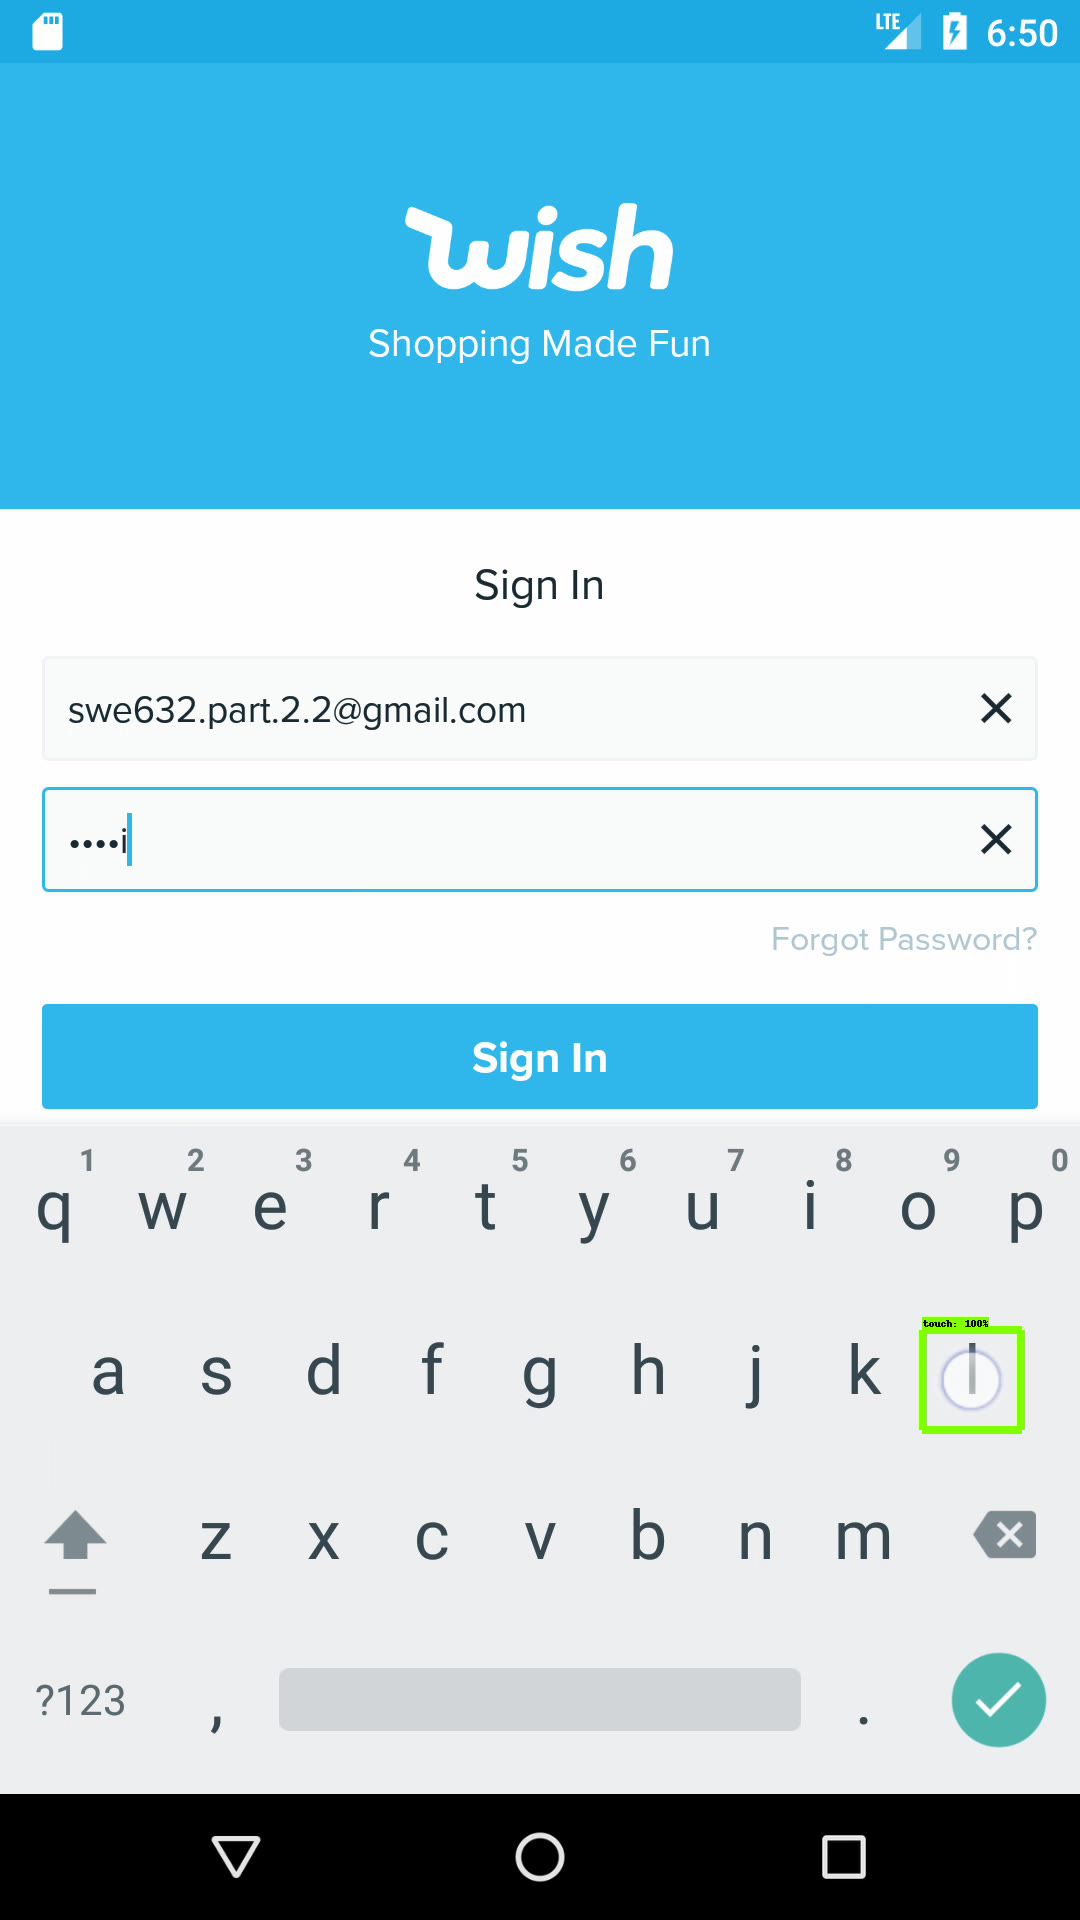 LTE 6:50
wish
Shopping Made Fun
Sign In
swe632.part.2.2@gmail.com
••••i
Forgot Password?
Sign In
1 2 3 4 5 6 7 8 9 0
q w e r t y u i o p
touch: 100%
a s d f g h j k l
z x c v b n m
?123 , .